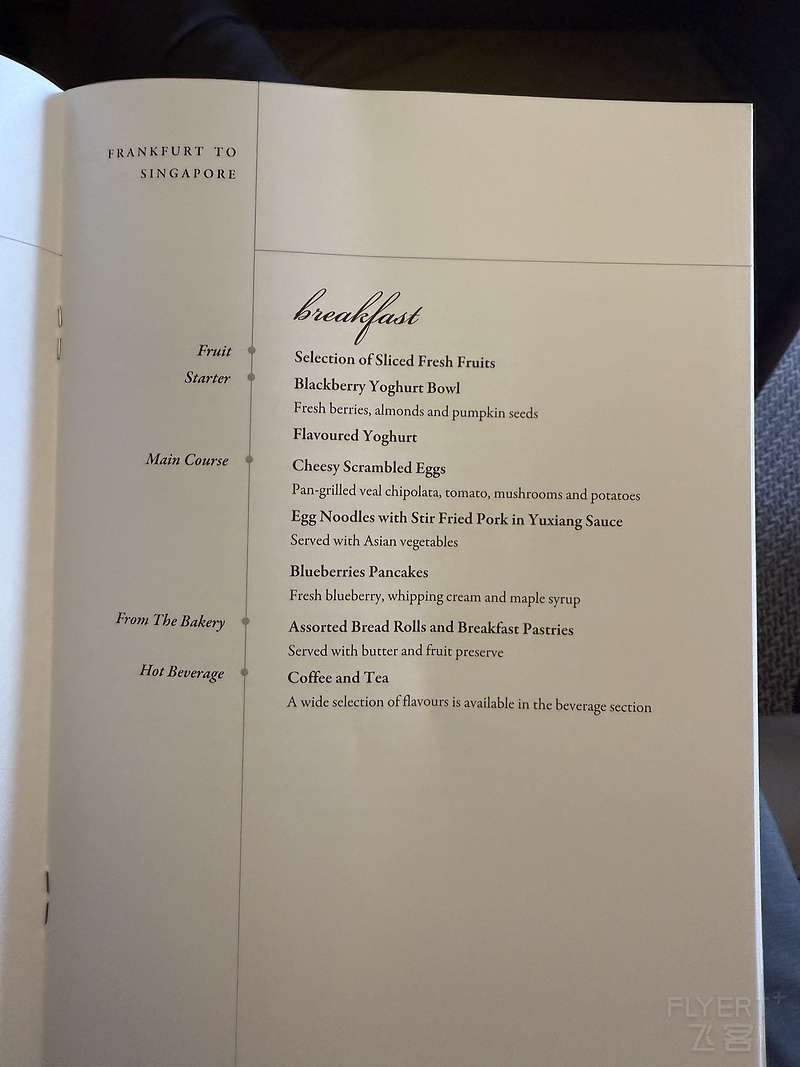 FRANKFURT TO
SINGAPORE
breakfast
Fruit
Selection of Sliced Fresh Fruits
Starter
Blackberry Yoghurt Bowl
Fresh berries, almonds and pumpkin seeds
Flavoured Yoghurt
Main Course
Cheesy Scrambled Eggs
Pan-grilled veal chipolata, tomato, mushrooms and potatoes
Egg Noodles with Stir Fried Pork in Yuxiang Sauce
Served with Asian vegetables
Blueberries Pancakes
Fresh blueberry, whipping cream and maple syrup
From The Bakery
Assorted Bread Rolls and Breakfast Pastries
Served with butter and fruit preserve
Hot Beverage
Coffee and Tea
A wide selection of flavours is available in the beverage section
FLYERT+
飞客